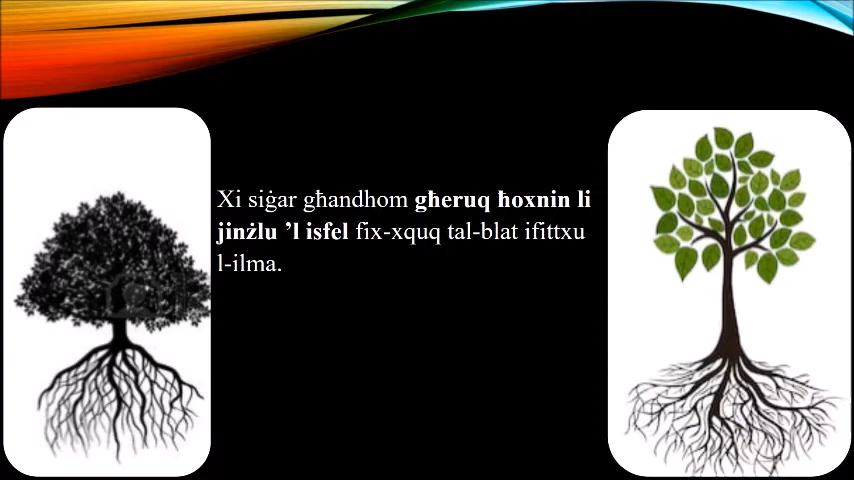 Xi siġar għandhom għeruq ħoxnin li
jinżlu ’l isfel fix-xquq tal-blat ifittxu
l-ilma.